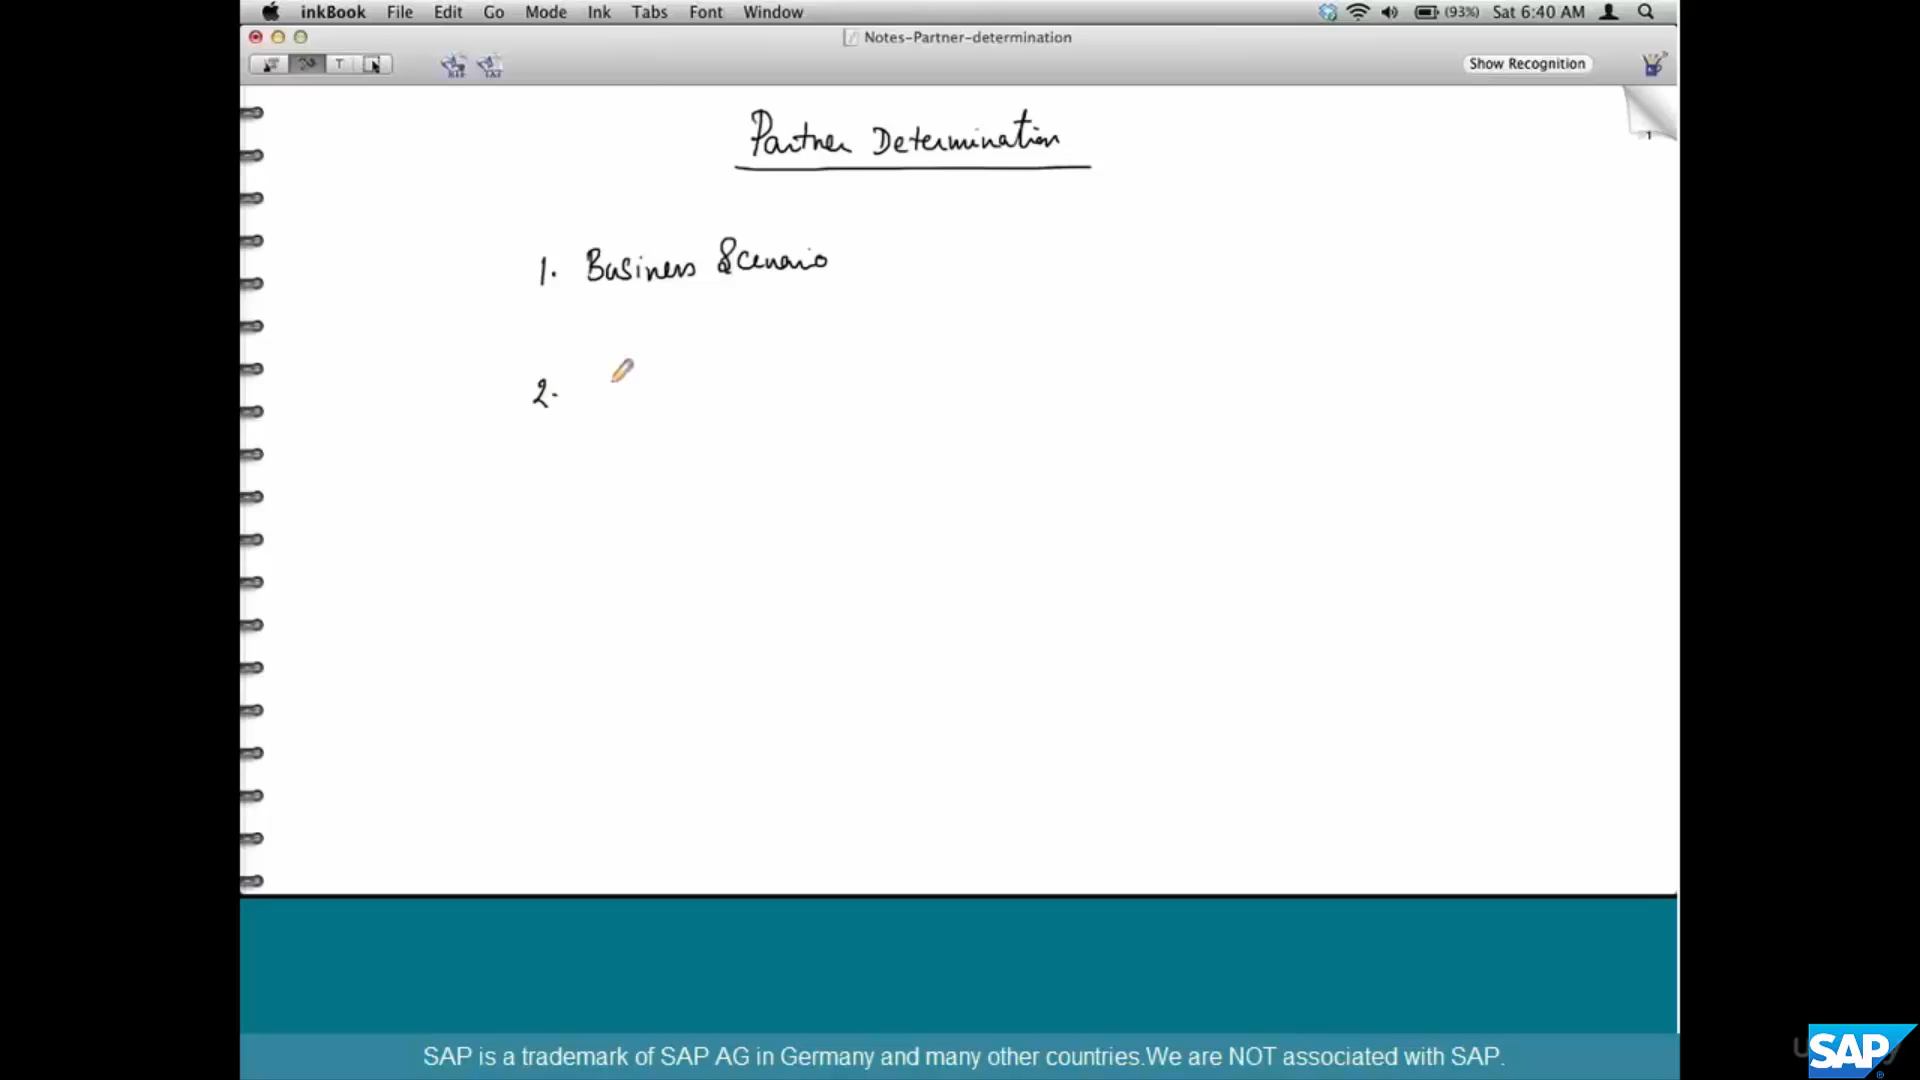 inkBook File Edit Go Mode Ink Tabs Font Window (93%) Sat 6:40 AM
Notes-Partner-determination
T Show Recognition
1
Partner Determination
1. Business Scenario
2.
SAP is a trademark of SAP AG in Germany and many other countries.We are NOT associated with SAP.
SAP